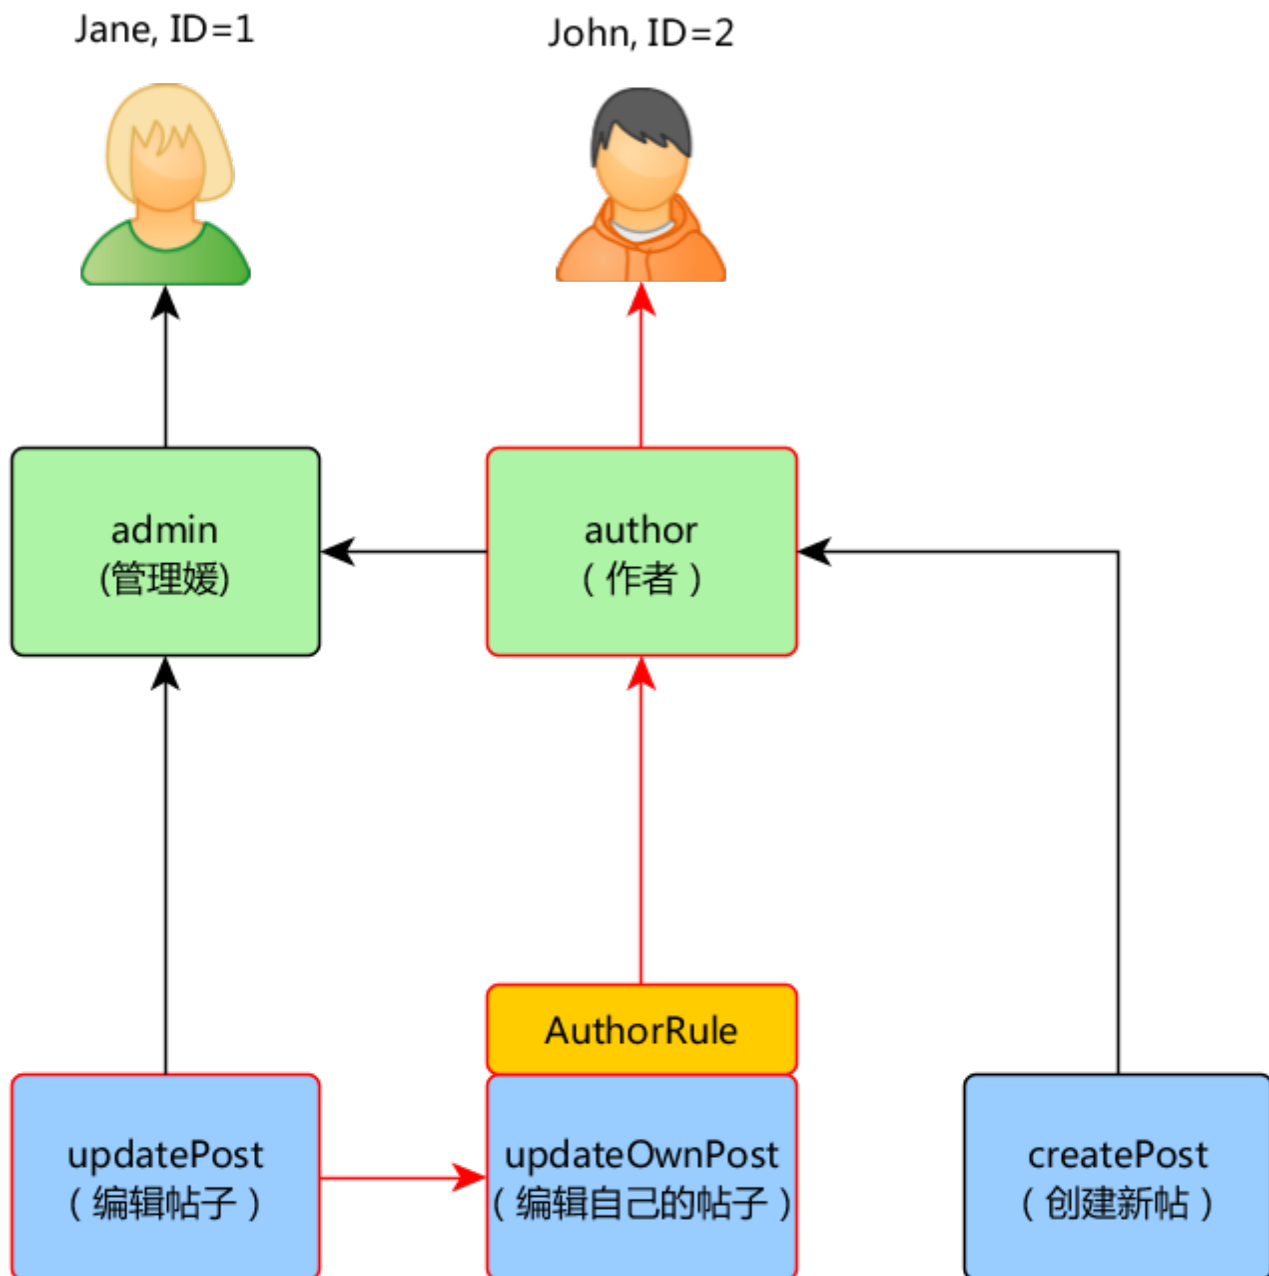 Jane, ID=1
John, ID=2
admin
(管理媛)
author
（作者）
AuthorRule
updatePost
（编辑帖子）
updateOwnPost
（编辑自己的帖子）
createPost
（创建新帖）